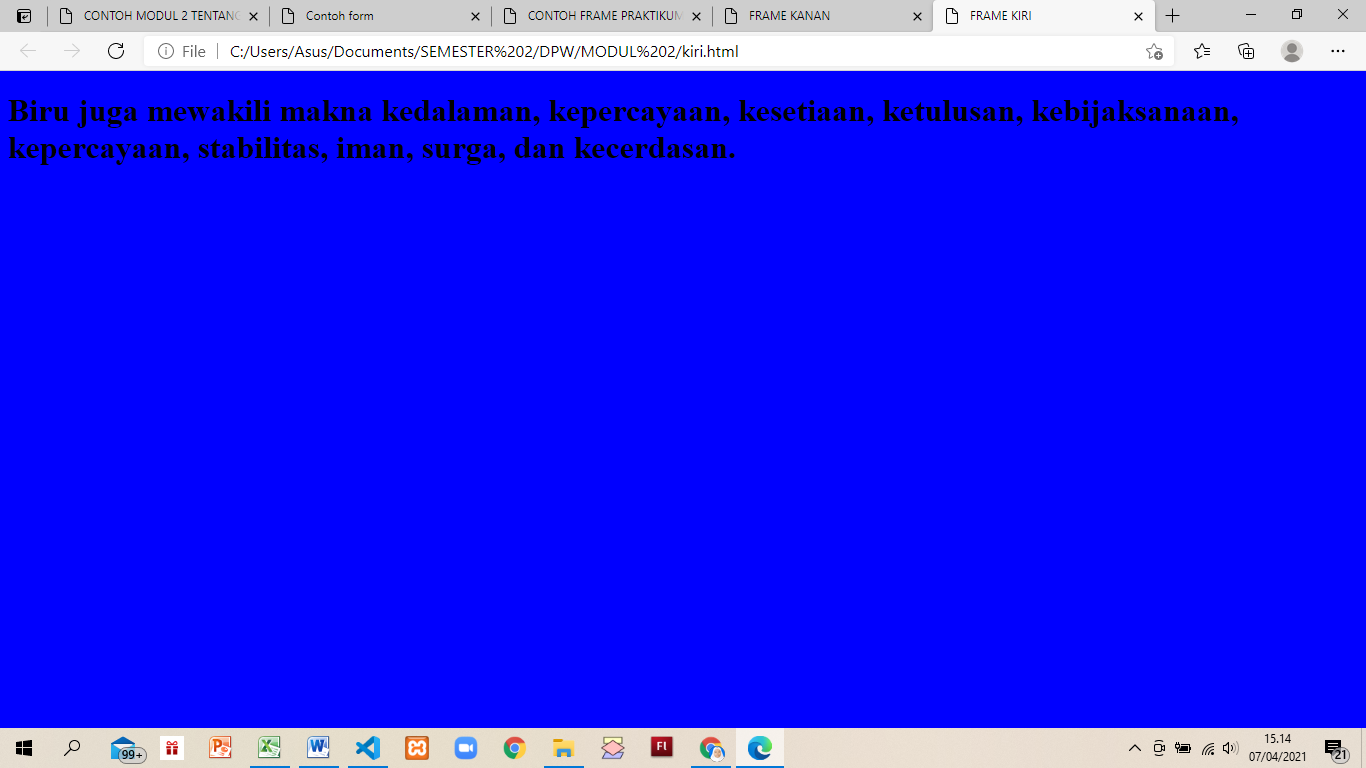 CONTOH MODUL 2 TENTANG
Contoh form
CONTOH FRAME PRAKTIKUM
FRAME KANAN
FRAME KIRI
File
C:/Users/Asus/Documents/SEMESTER%202/DPW/MODUL%202/kiri.html
Biru juga mewakili makna kedalaman, kepercayaan, kesetiaan, ketulusan, kebijaksanaan,
kepercayaan, stabilitas, iman, surga, dan kecerdasan.
99+
Fl
15.14
07/04/2021
21